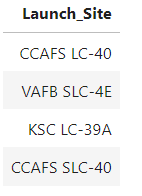 Launch_Site
CCAFS LC-40
VAFB SLC-4E
KSC LC-39A
CCAFS SLC-40